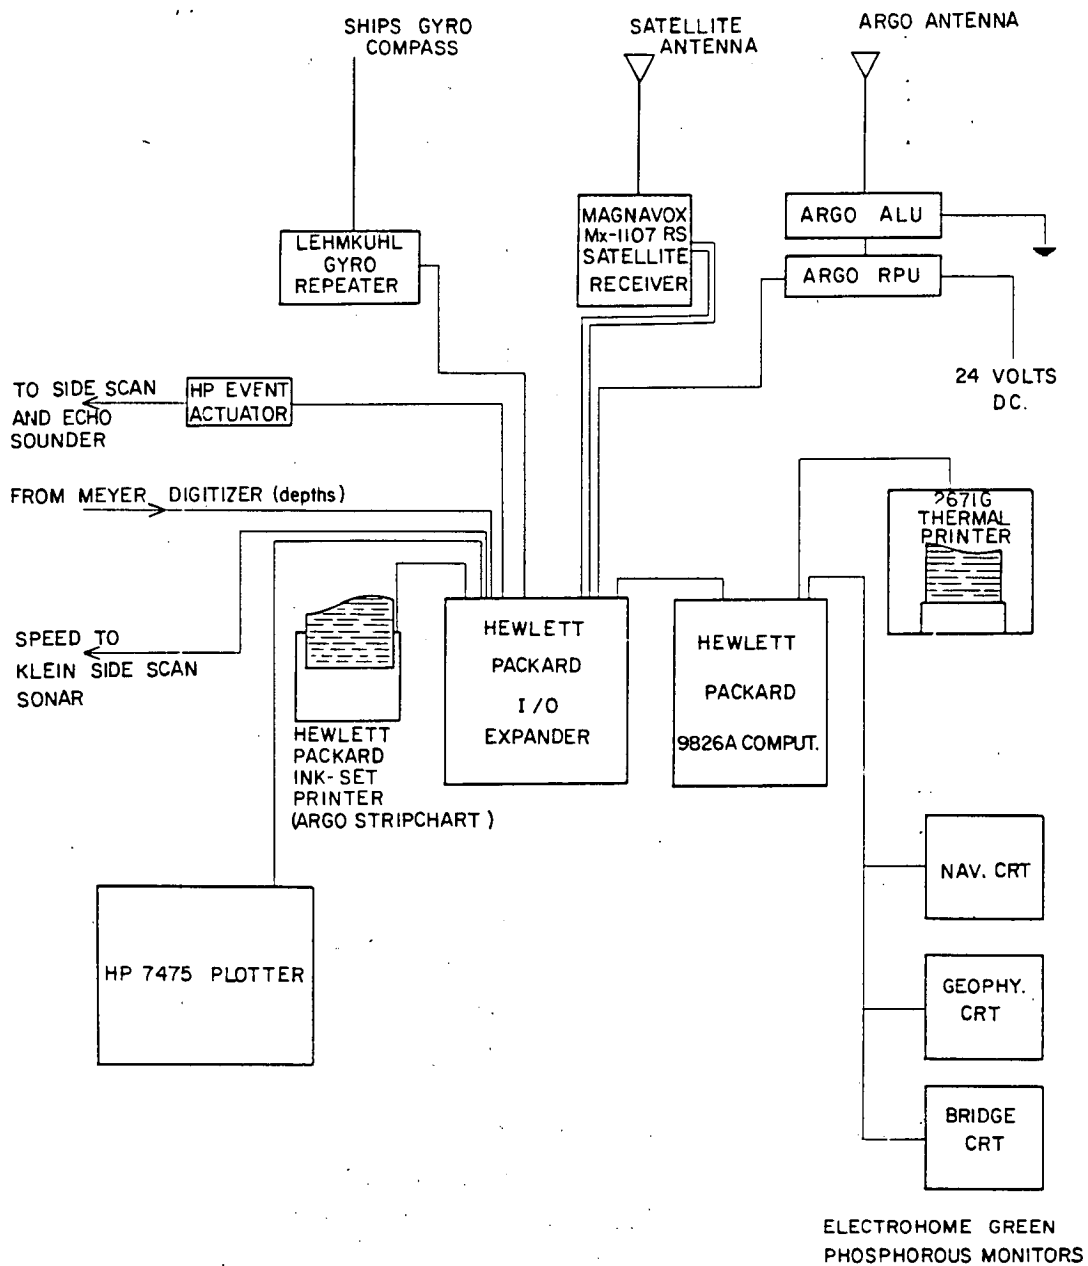 SHIPS GYRO
COMPASS
SATELLITE
ANTENNA
ARGO ANTENNA
LEHMKUHL
GYRO
REPEATER
MAGNAVOX
Mx-1107 RS
SATELLITE
RECEIVER
ARGO ALU
ARGO RPU
24 VOLTS
DC.
TO SIDE SCAN
AND ECHO
SOUNDER
HP EVENT
ACTUATOR
FROM MEYER DIGITIZER (depths)
2671G
THERMAL
PRINTER
SPEED TO
KLEIN SIDE SCAN
SONAR
HEWLETT
PACKARD
INK-SET
PRINTER
(ARGO STRIPCHART)
HEWLETT
PACKARD
I/O
EXPANDER
HEWLETT
PACKARD
9826A COMPUT.
HP 7475 PLOTTER
NAV. CRT
GEOPHY.
CRT
BRIDGE
CRT
ELECTROHOME GREEN
PHOSPHOROUS MONITORS